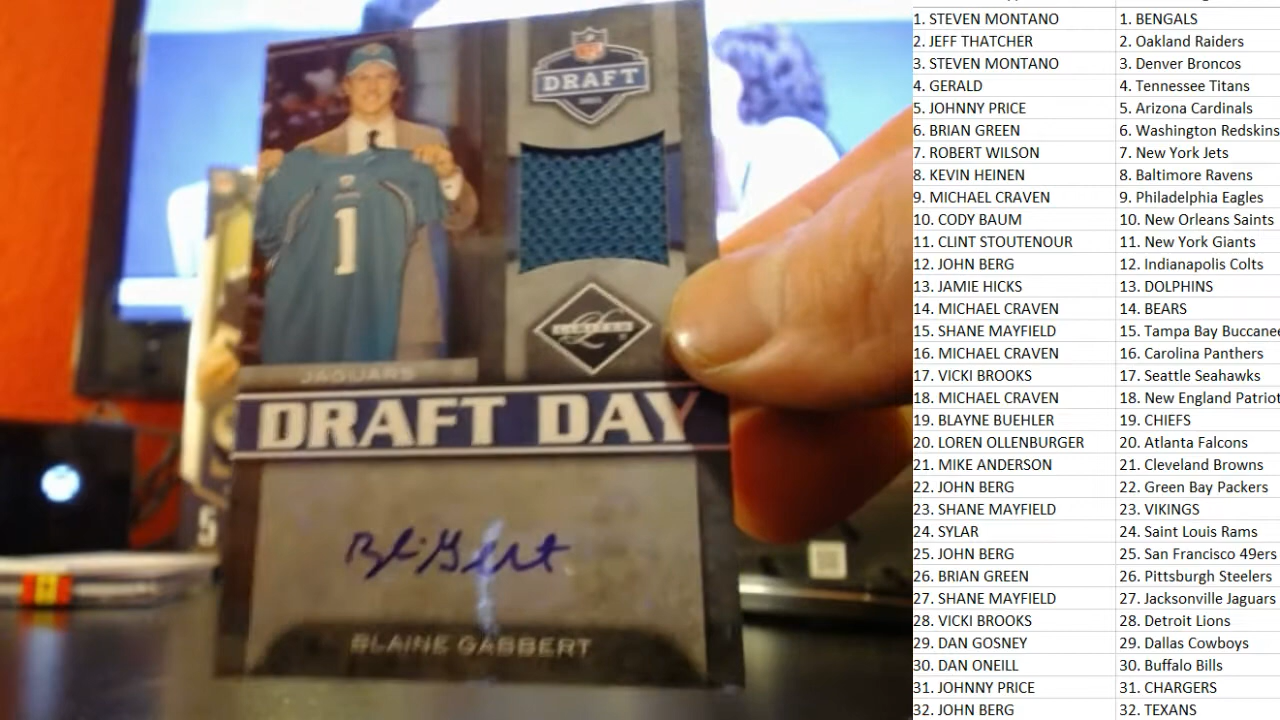 DRAFT
1
LIMITED
JAGUARS
DRAFT DAY
BLAINE GABBERT
5
1. STEVEN MONTANO 1. BENGALS
2. JEFF THATCHER 2. Oakland Raiders
3. STEVEN MONTANO 3. Denver Broncos
4. GERALD 4. Tennessee Titans
5. JOHNNY PRICE 5. Arizona Cardinals
6. BRIAN GREEN 6. Washington Redskins
7. ROBERT WILSON 7. New York Jets
8. KEVIN HEINEN 8. Baltimore Ravens
9. MICHAEL CRAVEN 9. Philadelphia Eagles
10. CODY BAUM 10. New Orleans Saints
11. CLINT STOUTENOUR 11. New York Giants
12. JOHN BERG 12. Indianapolis Colts
13. JAMIE HICKS 13. DOLPHINS
14. MICHAEL CRAVEN 14. BEARS
15. SHANE MAYFIELD 15. Tampa Bay Buccanee
16. MICHAEL CRAVEN 16. Carolina Panthers
17. VICKI BROOKS 17. Seattle Seahawks
18. MICHAEL CRAVEN 18. New England Patriot
19. BLAYNE BUEHLER 19. CHIEFS
20. LOREN OLLENBURGER 20. Atlanta Falcons
21. MIKE ANDERSON 21. Cleveland Browns
22. JOHN BERG 22. Green Bay Packers
23. SHANE MAYFIELD 23. VIKINGS
24. SYLAR 24. Saint Louis Rams
25. JOHN BERG 25. San Francisco 49ers
26. BRIAN GREEN 26. Pittsburgh Steelers
27. SHANE MAYFIELD 27. Jacksonville Jaguars
28. VICKI BROOKS 28. Detroit Lions
29. DAN GOSNEY 29. Dallas Cowboys
30. DAN ONEILL 30. Buffalo Bills
31. JOHNNY PRICE 31. CHARGERS
32. JOHN BERG 32. TEXANS